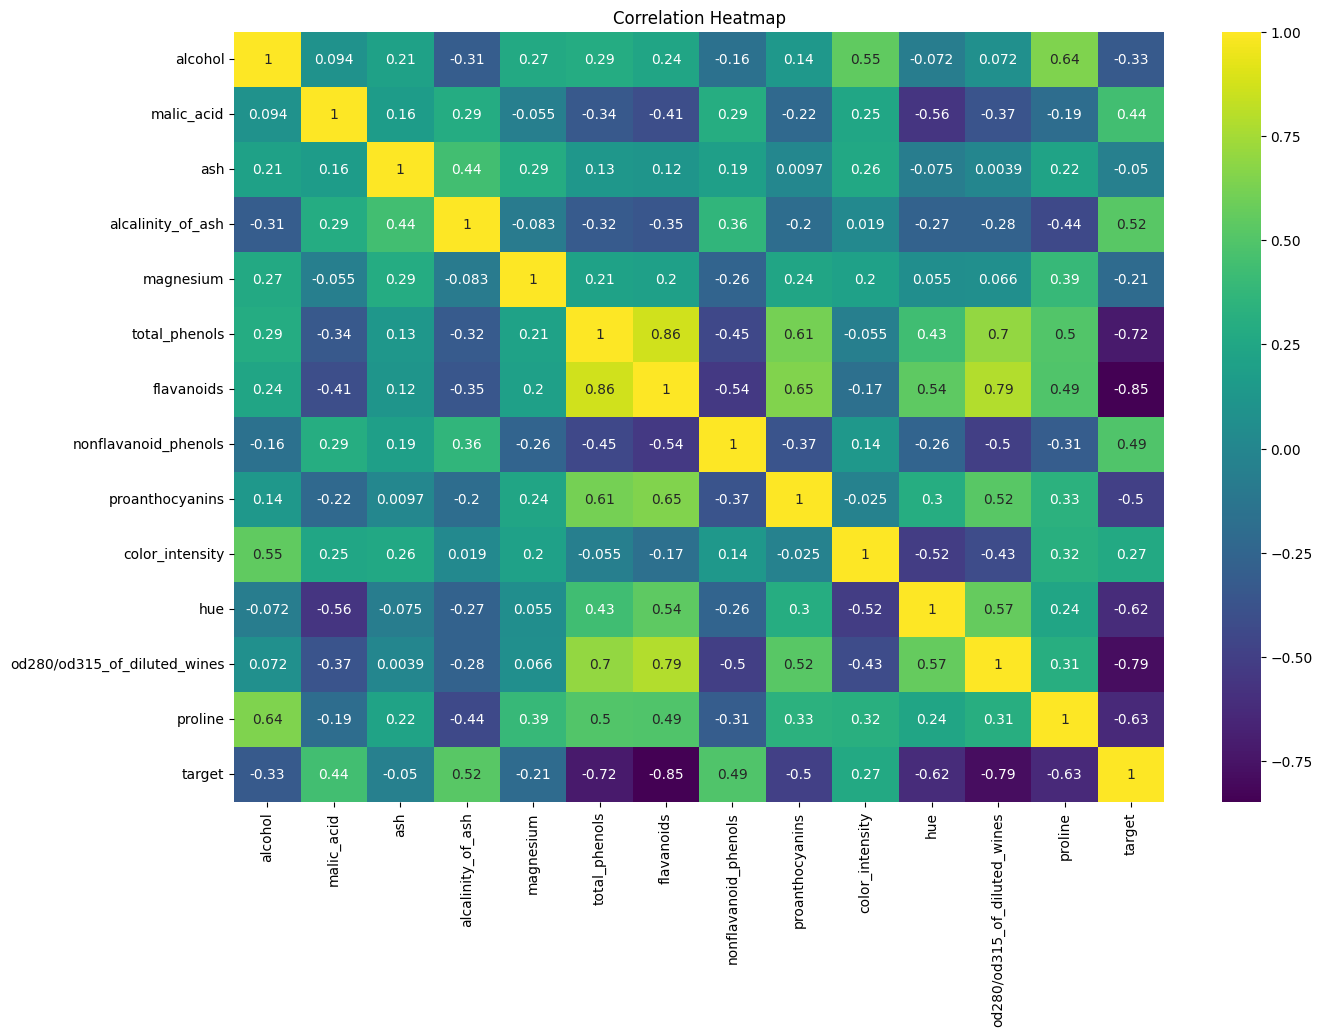 Correlation Heatmap
alcohol 1 0.094 0.21 -0.31 0.27 0.29 0.24 -0.16 0.14 0.55 -0.072 0.072 0.64 -0.33
malic_acid 0.094 1 0.16 0.29 -0.055 -0.34 -0.41 0.29 -0.22 0.25 -0.56 -0.37 -0.19 0.44
ash 0.21 0.16 1 0.44 0.29 0.13 0.12 0.19 0.0097 0.26 -0.075 0.0039 0.22 -0.05
alcalinity_of_ash -0.31 0.29 0.44 1 -0.083 -0.32 -0.35 0.36 -0.2 0.019 -0.27 -0.28 -0.44 0.52
magnesium 0.27 -0.055 0.29 -0.083 1 0.21 0.2 -0.26 0.24 0.2 0.055 0.066 0.39 -0.21
total_phenols 0.29 -0.34 0.13 -0.32 0.21 1 0.86 -0.45 0.61 -0.055 0.43 0.7 0.5 -0.72
flavanoids 0.24 -0.41 0.12 -0.35 0.2 0.86 1 -0.54 0.65 -0.17 0.54 0.79 0.49 -0.85
nonflavanoid_phenols -0.16 0.29 0.19 0.36 -0.26 -0.45 -0.54 1 -0.37 0.14 -0.26 -0.5 -0.31 0.49
proanthocyanins 0.14 -0.22 0.0097 -0.2 0.24 0.61 0.65 -0.37 1 -0.025 0.3 0.52 0.33 -0.5
color_intensity 0.55 0.25 0.26 0.019 0.2 -0.055 -0.17 0.14 -0.025 1 -0.52 -0.43 0.32 0.27
hue -0.072 -0.56 -0.075 -0.27 0.055 0.43 0.54 -0.26 0.3 -0.52 1 0.57 0.24 -0.62
od280/od315_of_diluted_wines 0.072 -0.37 0.0039 -0.28 0.066 0.7 0.79 -0.5 0.52 -0.43 0.57 1 0.31 -0.79
proline 0.64 -0.19 0.22 -0.44 0.39 0.5 0.49 -0.31 0.33 0.32 0.24 0.31 1 -0.63
target -0.33 0.44 -0.05 0.52 -0.21 -0.72 -0.85 0.49 -0.5 0.27 -0.62 -0.79 -0.63 1
alcohol
malic_acid
ash
alcalinity_of_ash
magnesium
total_phenols
flavanoids
nonflavanoid_phenols
proanthocyanins
color_intensity
hue
od280/od315_of_diluted_wines
proline
target
1.00
0.75
0.50
0.25
0.00
−0.25
−0.50
−0.75